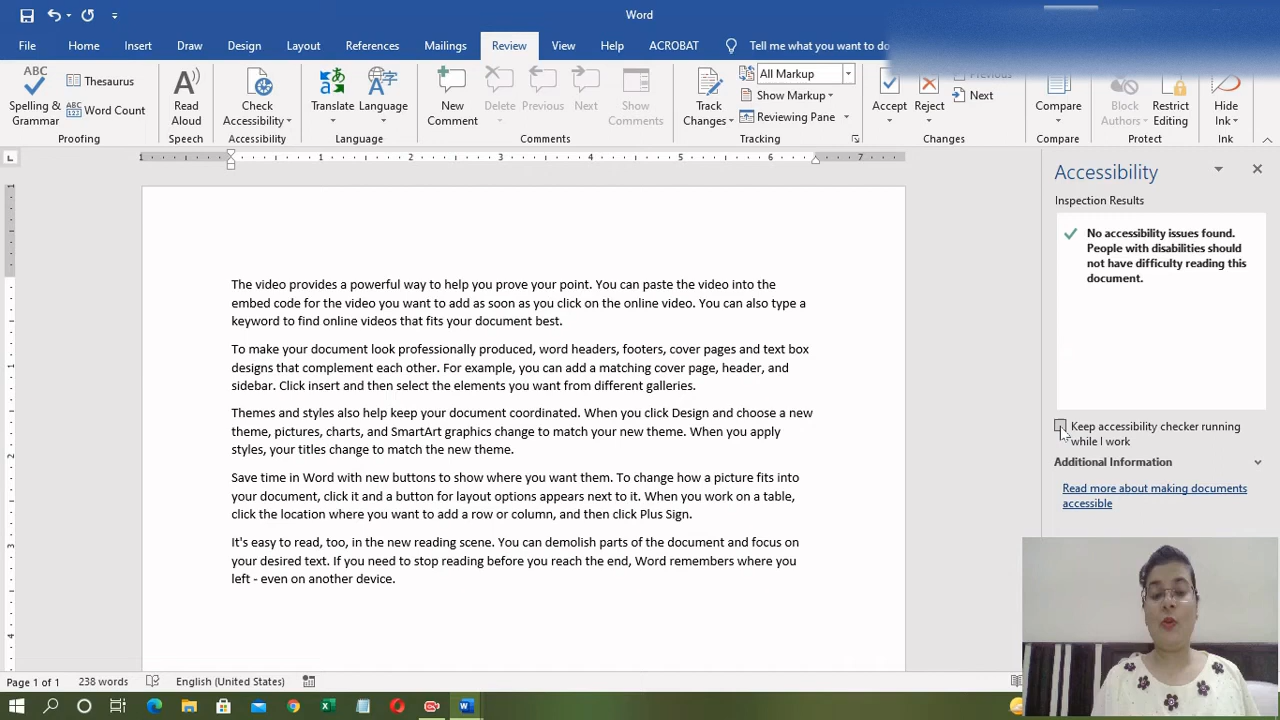 Word
File Home Insert Draw Design Layout References Mailings Review View Help ACROBAT Tell me what you want to do
ABC Spelling & Grammar
Thesaurus
ABC 123 Word Count
Proofing
Read Aloud
Speech
Check Accessibility
Accessibility
Translate
Language
Language
New Comment
Delete
Previous
Next
Show Comments
Comments
Track Changes
All Markup
Show Markup
Reviewing Pane
Tracking
Accept
Reject
Previous
Next
Changes
Compare
Compare
Block Authors
Restrict Editing
Protect
Hide Ink
Ink
1 1 2 3 4 5 6 7
The video provides a powerful way to help you prove your point. You can paste the video into the
embed code for the video you want to add as soon as you click on the online video. You can also type a
keyword to find online videos that fits your document best.
To make your document look professionally produced, word headers, footers, cover pages and text box
designs that complement each other. For example, you can add a matching cover page, header, and
sidebar. Click insert and then select the elements you want from different galleries.
Themes and styles also help keep your document coordinated. When you click Design and choose a new
theme, pictures, charts, and SmartArt graphics change to match your new theme. When you apply
styles, your titles change to match the new theme.
Save time in Word with new buttons to show where you want them. To change how a picture fits into
your document, click it and a button for layout options appears next to it. When you work on a table,
click the location where you want to add a row or column, and then click Plus Sign.
It's easy to read, too, in the new reading scene. You can demolish parts of the document and focus on
your desired text. If you need to stop reading before you reach the end, Word remembers where you
left - even on another device.
Accessibility
Inspection Results
No accessibility issues found.
People with disabilities should
not have difficulty reading this
document.
Keep accessibility checker running
while I work
Additional Information
Read more about making documents
accessible
Page 1 of 1 238 words English (United States)